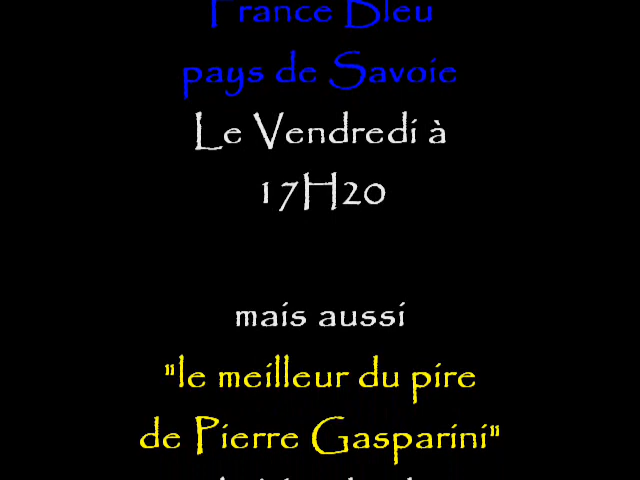 France Bleu
pays de Savoie
Le Vendredi à
17H20
mais aussi
"le meilleur du pire
de Pierre Gasparini"